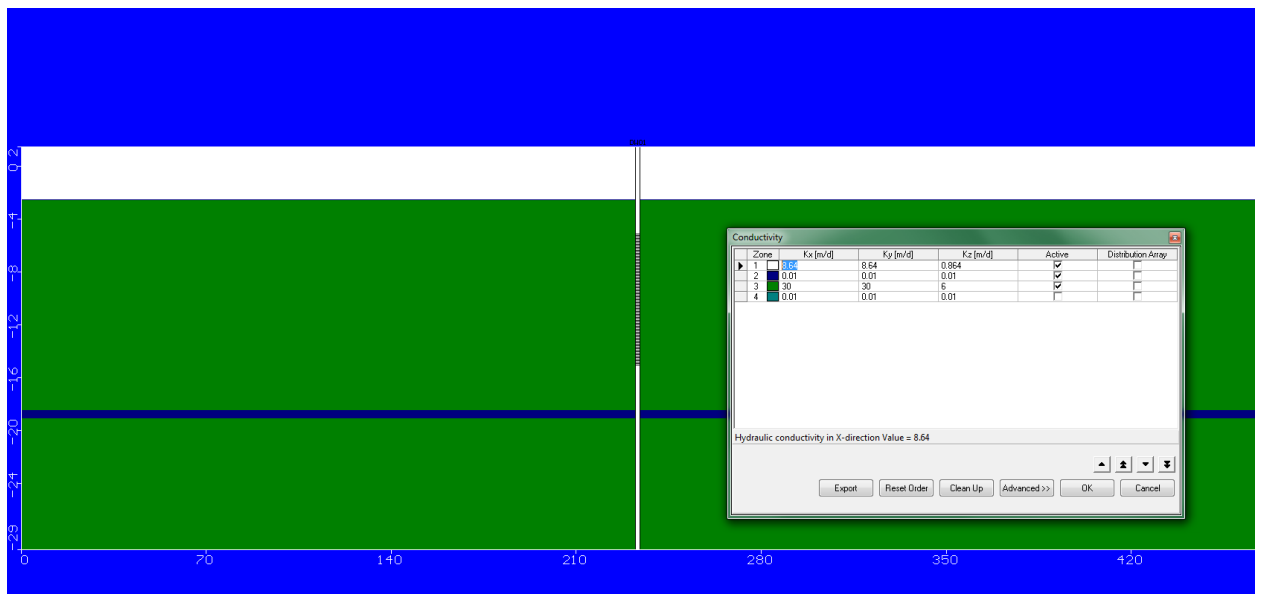 2
0
-4
-8
-12
-16
-20
-24
-29
0 70 140 210 280 350 420
Conductivity
Zone Kx [m/d] Ky [m/d] Kz [m/d] Active Distribution Array
1 8.64 8.64 0.864
2 0.01 0.01 0.01
3 30 30 6
4 0.01 0.01 0.01
Hydraulic conductivity in X-direction Value = 8.64
Export Reset Order Clean Up Advanced >> OK Cancel